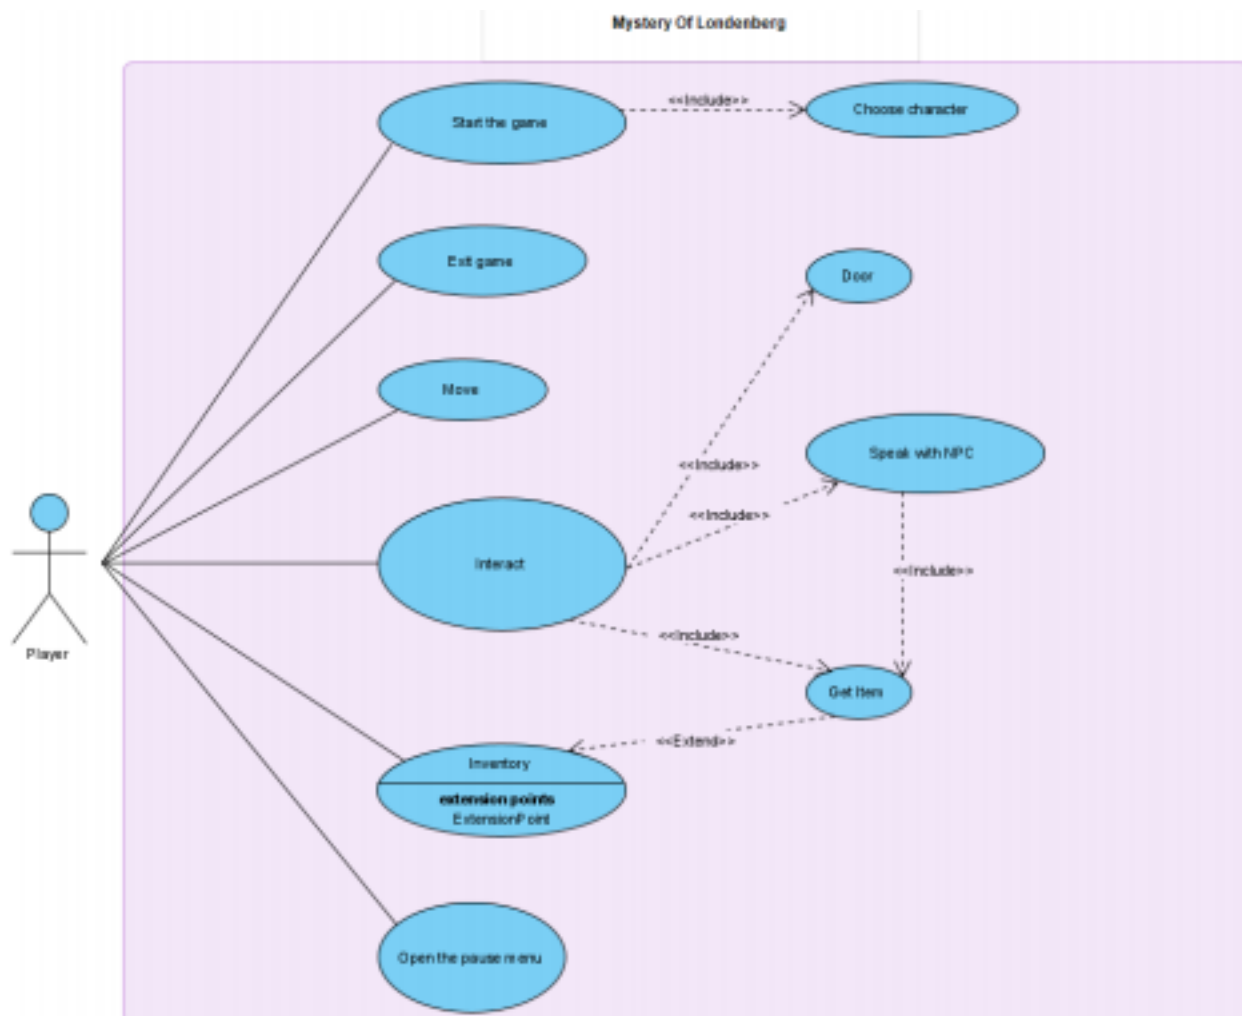 Mystery Of Londenberg
Start the game
<<Include>>
Choose character
Exit game
Door
Move
<<Include>>
Speak with NPC
<<Include>>
Interact
<<Include>>
<<Include>>
Player
Get Item
<<Extend>>
Inventory
extension points
ExtensionPoint
Open the pause menu